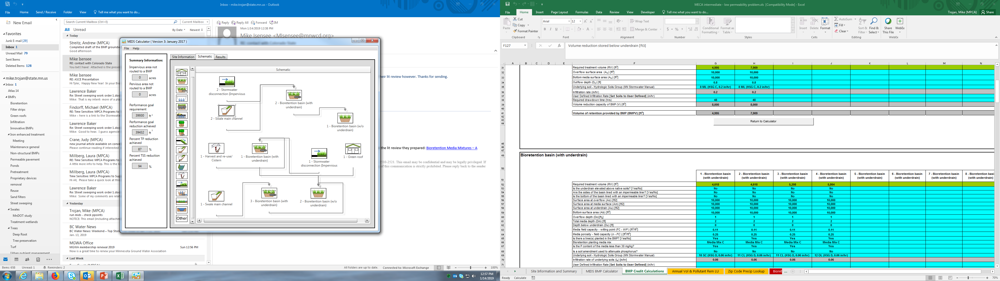 Inbox - mike.trojan@state.mn.us - Outlook
File Home Send / Receive Folder View Tell me what you want to do...
New Email
Favorites
Junk E-mail [29]
Inbox 1
Unread Mail 79
Sent Items
Deleted Items 128
mike.trojan@state.mn.us
Inbox 1
Atlas 14
BMPs
Bioretention
Filter strips
Green roofs
Infiltration
Innovative BMPs
Iron enhanced treatment
Meeting
Maintenance general
Non-structural BMPs
Permeable pavement
Ponds
Pretreatment
Proprietary devices
removal
Reuse
Sand filters
Street sweeping
Swales
MnDOT study
Treatment wetlands
Trees
Deep Root
Tree preservation
Turf
Urban nutrient management
Items: 658 Unread: 1 Reminders: 2
Search Current Mailbox (Ctrl+E) Current Mailbox
All Unread By Date Newest
Today
Streitz, Andrew (MPCA)
Completed draft of the BMP groundw
Good afternoon
Mike Isensee
RE: contact with Colorado State
You bet I have! Attached is the presen
Mike Isensee
RE: ASCE Presentation
Hi Tyler, Happy New Year! In your Bio
Lawrence Baker
Re: Street sweeping work order 1.doc
Mike: That is my intent- more of a pla
Findorff, Michael (MPCA)
RE: Time Sensitive: MPCA Programs to
Mike – here is a link to the Stormwate
Lawrence Baker
Re: Street sweeping work order 1.doc
Mike: Good to hear. I guess agencie
Crane, Judy (MPCA)
new journal article available on conve
Please continue reading if interested
Millberg, Laura (MPCA)
RE: Time Sensitive: MPCA Programs to
A little more info to help. This is the li
Millberg, Laura (MPCA)
Time Sensitive: MPCA Programs to Sup
Hi All, Please take a quick look at this
Lawrence Baker
Re: Street sweeping work order 1.doc
Mike: Some of my comments are relat
Yesterday
Trojan, Mike (MPCA)
run mids - check ppoints
NOTICE: This email (including attachm
BC Water News
BC Water News: Weekend – Top Stor
Jan. 13, 2019
MGWA Office
MGWA membership renewal 2019 Sun 12:56 PM
Now is a great time to renew your Minnesota Ground Water Association
Last Week
Reply Reply All Forward IM
Mon 1/14/2019 12:38 PM
Mike Isensee <MIsensee@mnwcd.org>
RE: contact with Colorado State
heir lit review however. Thanks for sending.
the lit review they prepared: Bioretention Media Mixtures – A
2510-2521. This email may be confidential and may be legally privileged. If
of this communication is strictly prohibited. Please reply back to the sender
All folders are up to date. Connected to: Microsoft Exchange 100%
MIDS Calculator ( Version 3: January 2017 )
File Help
Summary Information:
Impervious area not
routed to a BMP
0 acres
Pervious area not
routed to a BMP
0 acres
Performance goal
requirement
39930 ft³
Performance goal
reduction achieved
39432 ft³
Percent TP reduction
achieved
87 %
Percent TSS reduction
achieved
94 %
Site Information Schematic Results
Schematic
2 - Stormwater
disconnection (Impervious
2 - Bioretention basin (with
underdrain)
2 - Swale main channel
1 - Bioretention basin (w/o
underdrain)
1 - Harvest and re-use/
Cistern
1 - Bioretention basin (with
underdrain)
1 - Stormwater
disconnection (Impervious
1 - Green roof
1 - Swale main channel
3 - Bioretention basin (with
underdrain)
2 - Bioretention basin (w/o
underdrain)
Other
12:57 PM
1/14/2019
MECA intermediate - low permeability problem.xls [Compatibility Mode] - Excel
File Home Insert Page Layout Formulas Data Review View Developer Tell me what you want to do... Trojan, Mike (MPCA) Share
Paste Cut Copy Format Painter
Arial 12
B I U
Wrap Text
Merge & Center
Conditional Formatting Format as Table
Insert Delete Format
AutoSum Fill Clear
Sort & Filter Find & Select
Share This File WebEx
Clipboard Font Alignment Number Styles Cells Editing WebEx
F127 Volume reduction stored below underdrain [ft3]
A B C D E F G H I J K L M N
31 Required treatment volume (RV) [ft³] 4,995 7,909
32 Overflow surface area (Ao) [ft²] 10,000 10,000
33 Bottom media surface area (Aм) [ft²] 10,000 10,000
34 Outflow depth (Do) [ft] 0.8 0.8
35 Underlying soil - Hydrologic Soils Group (MN Stormwater Manual) 8 ML (HSG C, 0.2 in/hr) 8 ML (HSG C, 0.2 in/hr)
36 Infiltration rate (in/hr) 0.2 0.2
37 User Defined Infiltration Rate [Set Soils to User Defined] (in/hr)
38 Required drawdown time (hrs) 48 48
39 Volume reduction capacity of BMP (V) [ft³] 8,000 8,000
40
41 Volume of retention provided by BMP (BMPV) [ft³] 4,995 7,909
42
43
44 Return to Calculator
45
46
47
49 Bioretention basin (with underdrain)
50
51 1 - Bioretention basin (with underdrain) 2 - Bioretention basin (with underdrain) 3 - Bioretention basin (with underdrain) 4 - Bioretention basin (with underdrain) 5 - Bioretention basin (with underdrain) 6 - Bioretention basin (with underdrain) 7 - Bioretention basin (with underdrain) 8 - Bioretention basin (with underdrain)
52 Required treatment volume (RV) [ft³] 4,618 4,618 5,208 5,864
53 Is the underdrain elevated above native soils? [Yes/No] No No No No
54 Are the sides of the basin lined with an impermeable liner? [Yes/No] No No No No
55 Is the bottom of the basin lined with an impermeable liner? [Yes/No] No No No No
56 Surface area at overflow (Ao) [ft2] 10,000 10,000 10,000 10,000
57 Surface area at media surface (Am) [ft2] 10,000 10,000 10,000 10,000
58 Surface area at underdrain (Au) [ft2] 10,000 10,000 10,000 10,000
59 Bottom surface area (Ab) [ft²] 10,000 10,000 10,000 10,000
60 Overflow depth (Do)[ft] 1 1 1 1
61 Total media depth (Dm) [ft] 2 2 2 2
62 Depth below underdrain (Du) [ft] 0 0 0 0
63 Media field capacity - wilting point (FC - WP ) [ft³/ft³] 0.11 0.11 0.11 0.11
64 Media porosity - field capacity (n - FC ) [ft³/ft³] 0.25 0.25 0.25 0.25
65 Is there a tree(s) planted in the BMP? [Yes/No] Yes Yes Yes Yes
66 Bioretention planting media mix Media Mix C Media Mix C Media Mix C Media Mix C
67 Is the P content of the media less than 30 mg/kg? Yes Yes Yes Yes
68 Is a soil amendment used to attenuate phosphorus? No No No No
69 Underlying soil - Hydrologic Soils Group (MN Stormwater Manual) 10 SC (HSG D, 0.06 in/hr) 11 CL (HSG D, 0.06 in/hr) 11 CL (HSG D, 0.06 in/hr) 12 OL (HSG D, 0.06 in/hr)
70 Infiltration rate of underlying soils (Iₛ) [in/hr] 0.06 0.06 0.06 0.06
71 User Defined Infiltration Rate [Set Soils to User Defined] (in/hr)
Site Information and Summary MIDS BMP Calculator BMP Credit Calculations Annual Vol & Pollutant Rem LU Zip Code Precip Lookup Bioret ...
Ready Calculate 70%